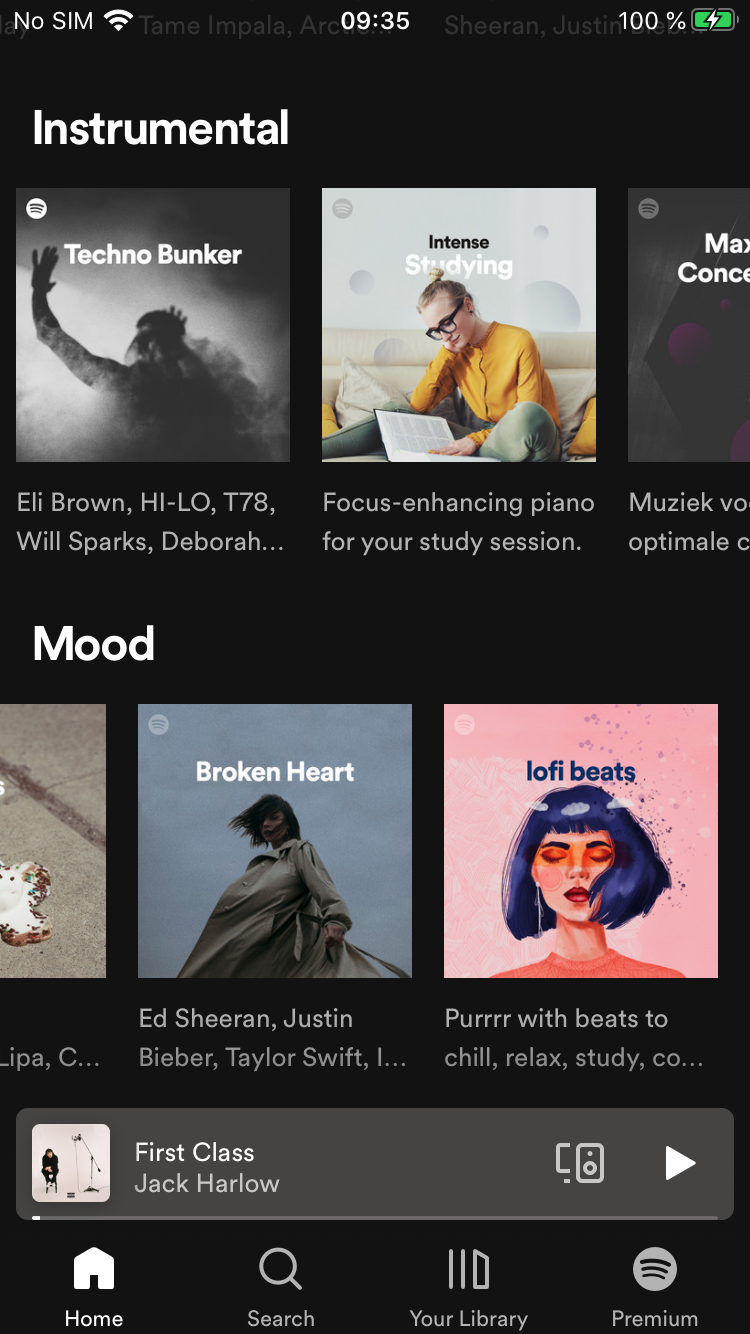 No SIM 09:35 100 %
Tame Impala, Arctic...
Sheeran, Justin Bieb...
Instrumental
Techno Bunker
Intense
Studying
Max
Conce
Eli Brown, HI-LO, T78,
Will Sparks, Deborah...
Focus-enhancing piano
for your study session.
Muziek vo
optimale c
Mood
s
Broken Heart
lofi beats
Lipa, C...
Ed Sheeran, Justin
Bieber, Taylor Swift, I...
Purrrr with beats to
chill, relax, study, co...
First Class
Jack Harlow
Home
Search
Your Library
Premium